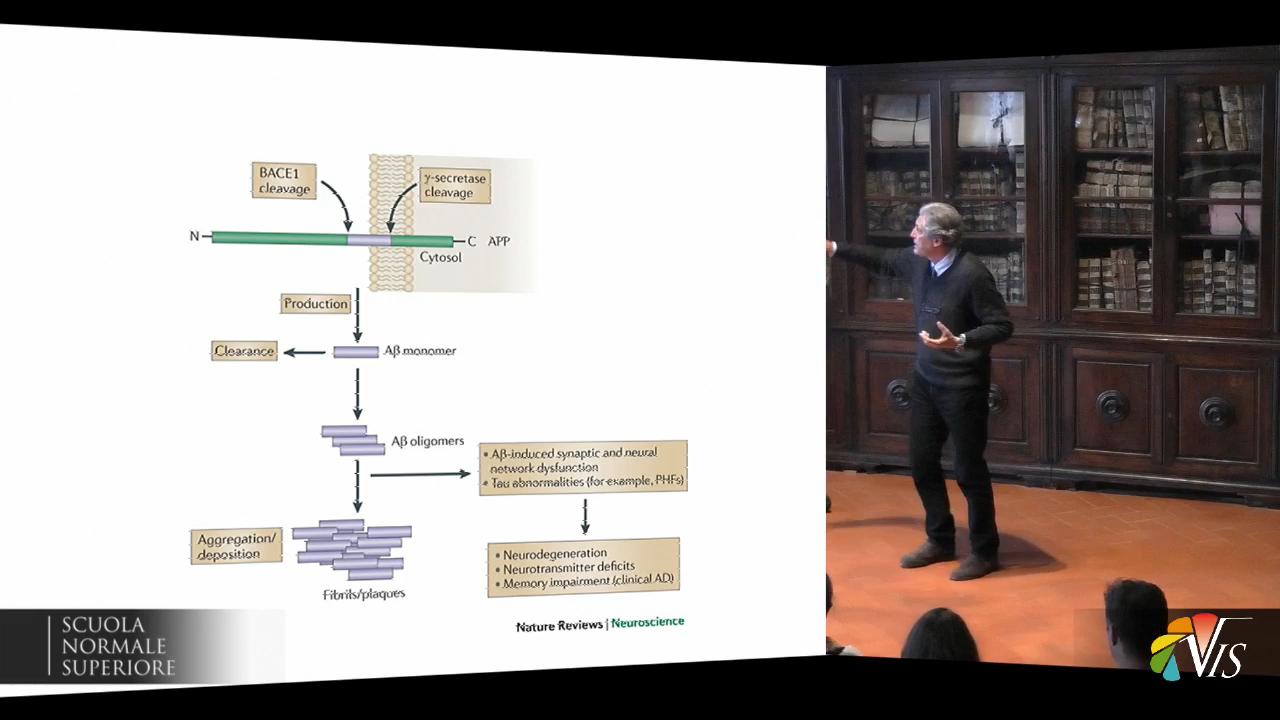 BACE1
cleavage
γ-secretase
cleavage
N
C APP
Cytosol
Production
Clearance
Aβ monomer
Aβ oligomers
• Aβ-induced synaptic and neural
network dysfunction
• Tau abnormalities (for example, PHFs)
Aggregation/
deposition
• Neurodegeneration
• Neurotransmitter deficits
• Memory impairment (clinical AD)
Fibrils/plaques
Nature Reviews | Neuroscience
SCUOLA
NORMALE
SUPERIORE
VIS